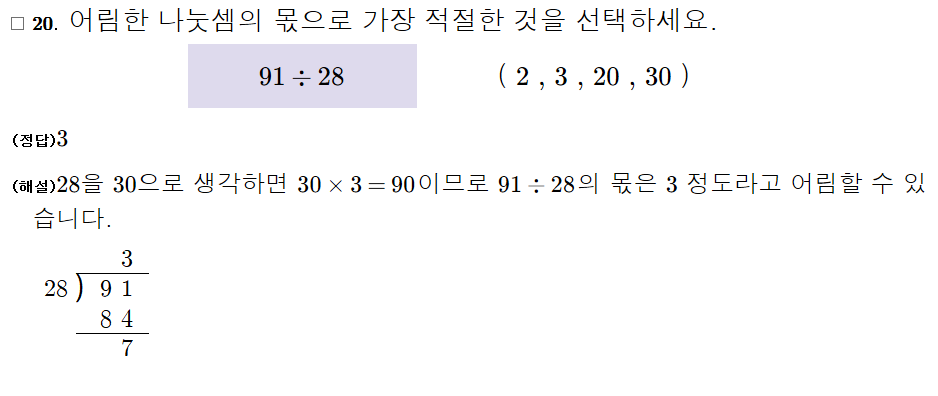 □ 20. 어림한 나눗셈의 몫으로 가장 적절한 것을 선택하세요.
91 ÷ 28 ( 2 , 3 , 20 , 30 )
(정답)3
(해설)28을 30으로 생각하면 30 × 3 = 90이므로 91 ÷ 28의 몫은 3 정도라고 어림할 수 있
습니다.
3
28 ) 9 1
8 4
7